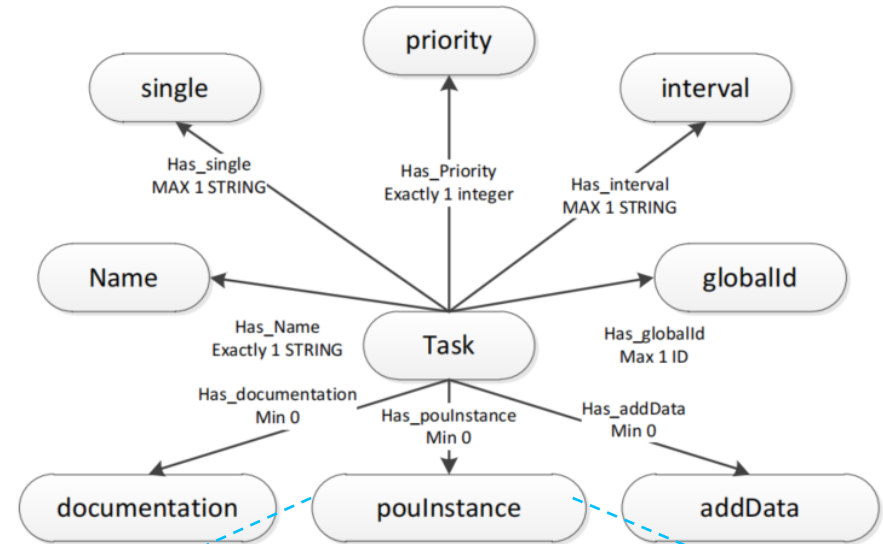 priority
single
interval
Has_single
MAX 1 STRING
Has_Priority
Exactly 1 integer
Has_interval
MAX 1 STRING
Name
globalId
Has_Name
Exactly 1 STRING
Task
Has_globalId
Max 1 ID
Has_documentation
Min 0
Has_pouInstance
Min 0
Has_addData
Min 0
documentation
pouInstance
addData